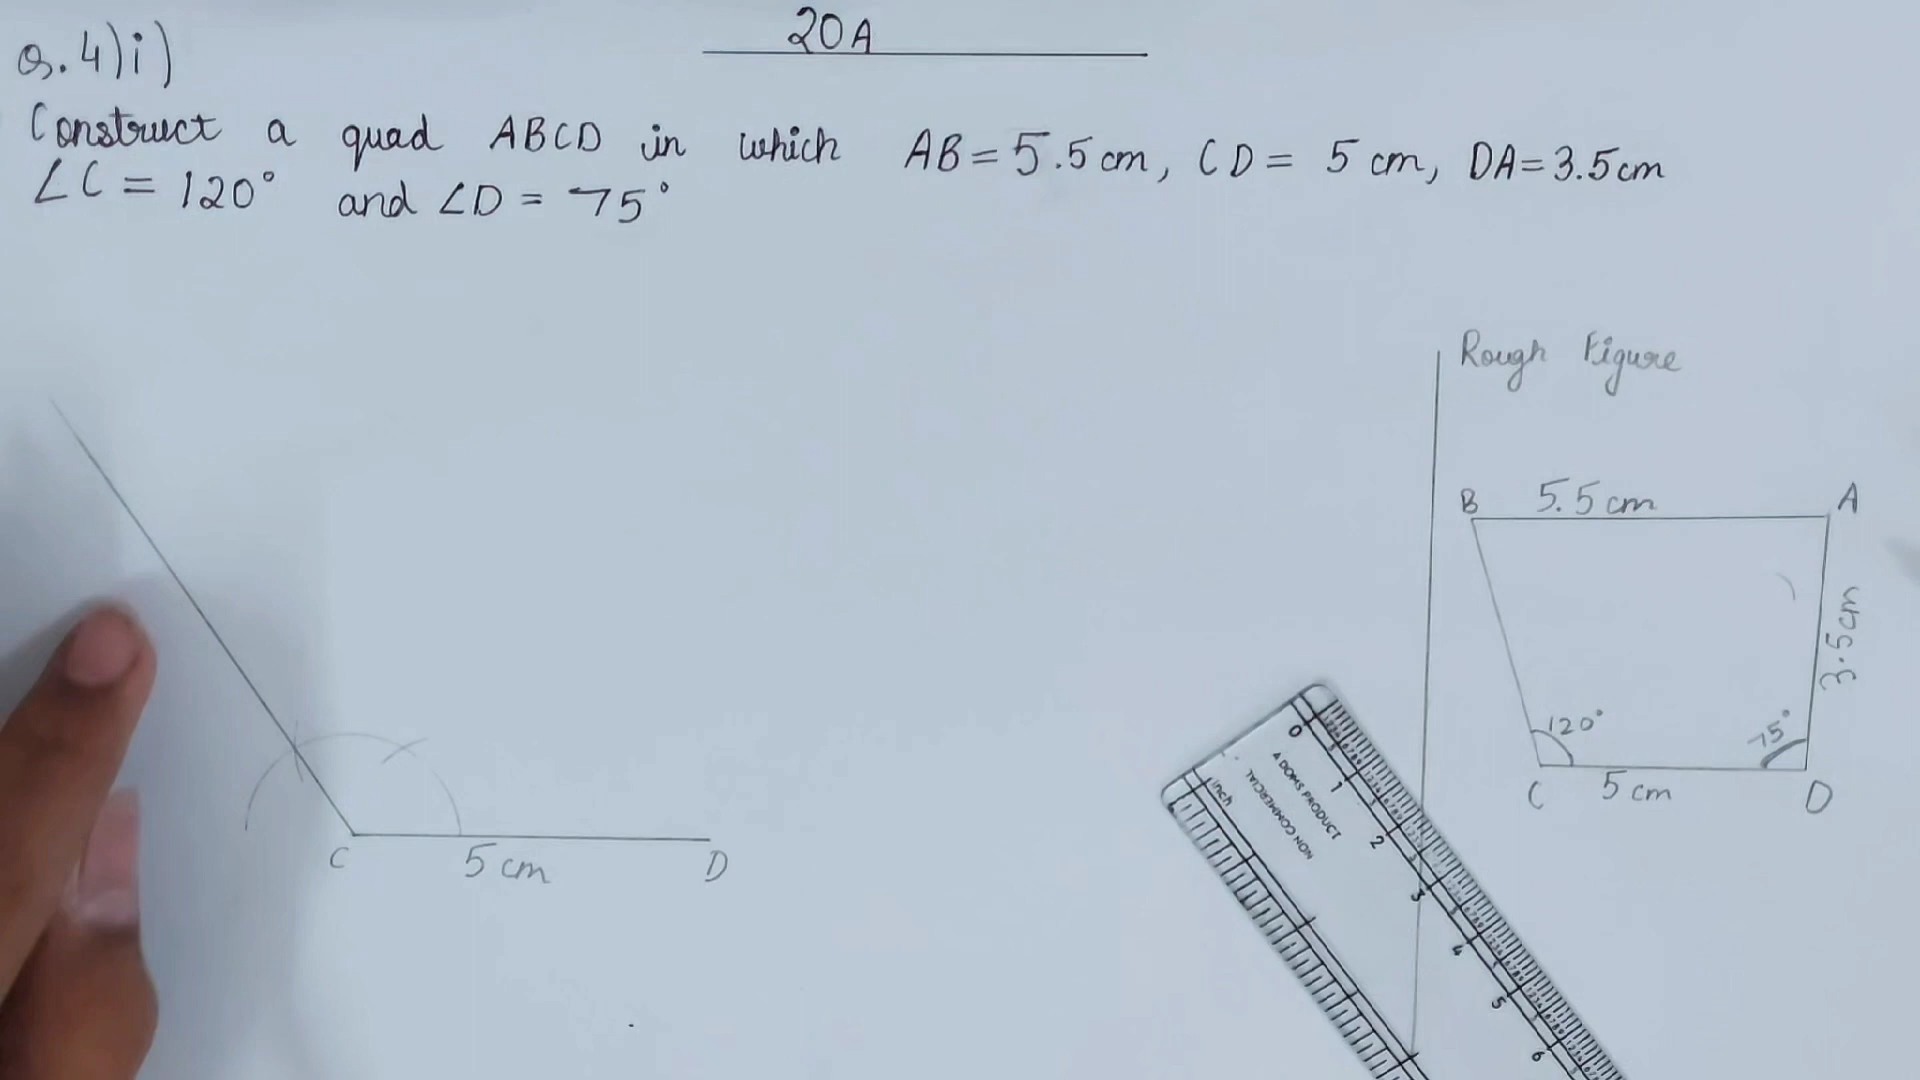 20A
Q. 4) i)
Construct a quad ABCD in which AB = 5.5 cm, CD = 5 cm, DA = 3.5 cm
∠C = 120° and ∠D = 75°
Rough Figure
B 5.5 cm A
3.5 cm
120° 75°
C 5 cm D
C 5 cm D
0 1 2 3 4 5 6
A DOMS PRODUCT
NON COMMERCIAL
inch